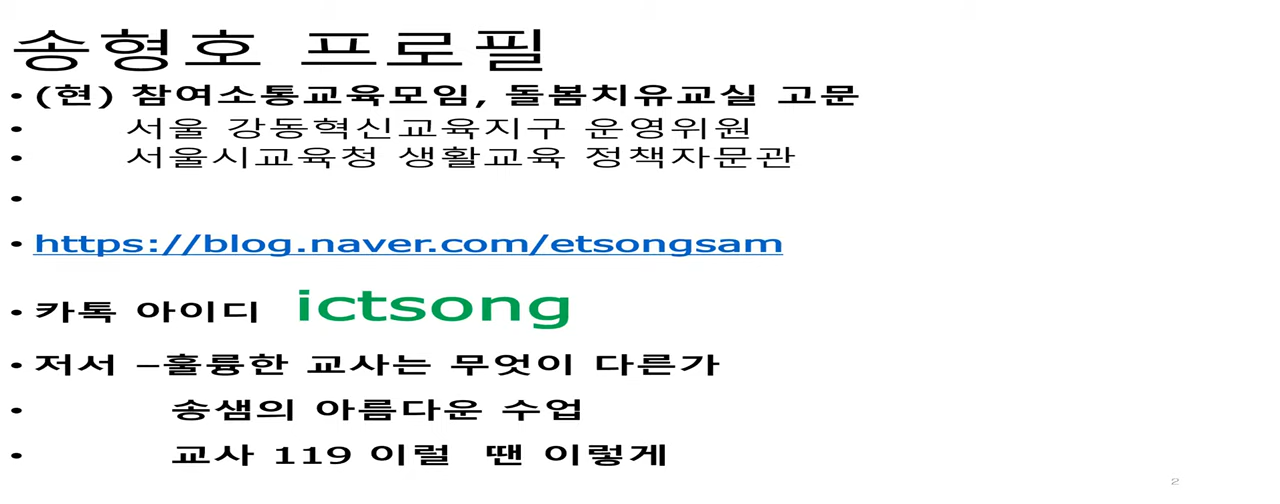 송형호 프로필
• (현) 참여소통교육모임, 돌봄치유교실 고문
• 서울 강동혁신교육지구 운영위원
• 서울시교육청 생활교육 정책자문관
•
• https://blog.naver.com/etsongsam
• 카톡 아이디 ictsong
• 저서 –훌륭한 교사는 무엇이 다른가
• 송샘의 아름다운 수업
• 교사 119 이럴 땐 이렇게
2